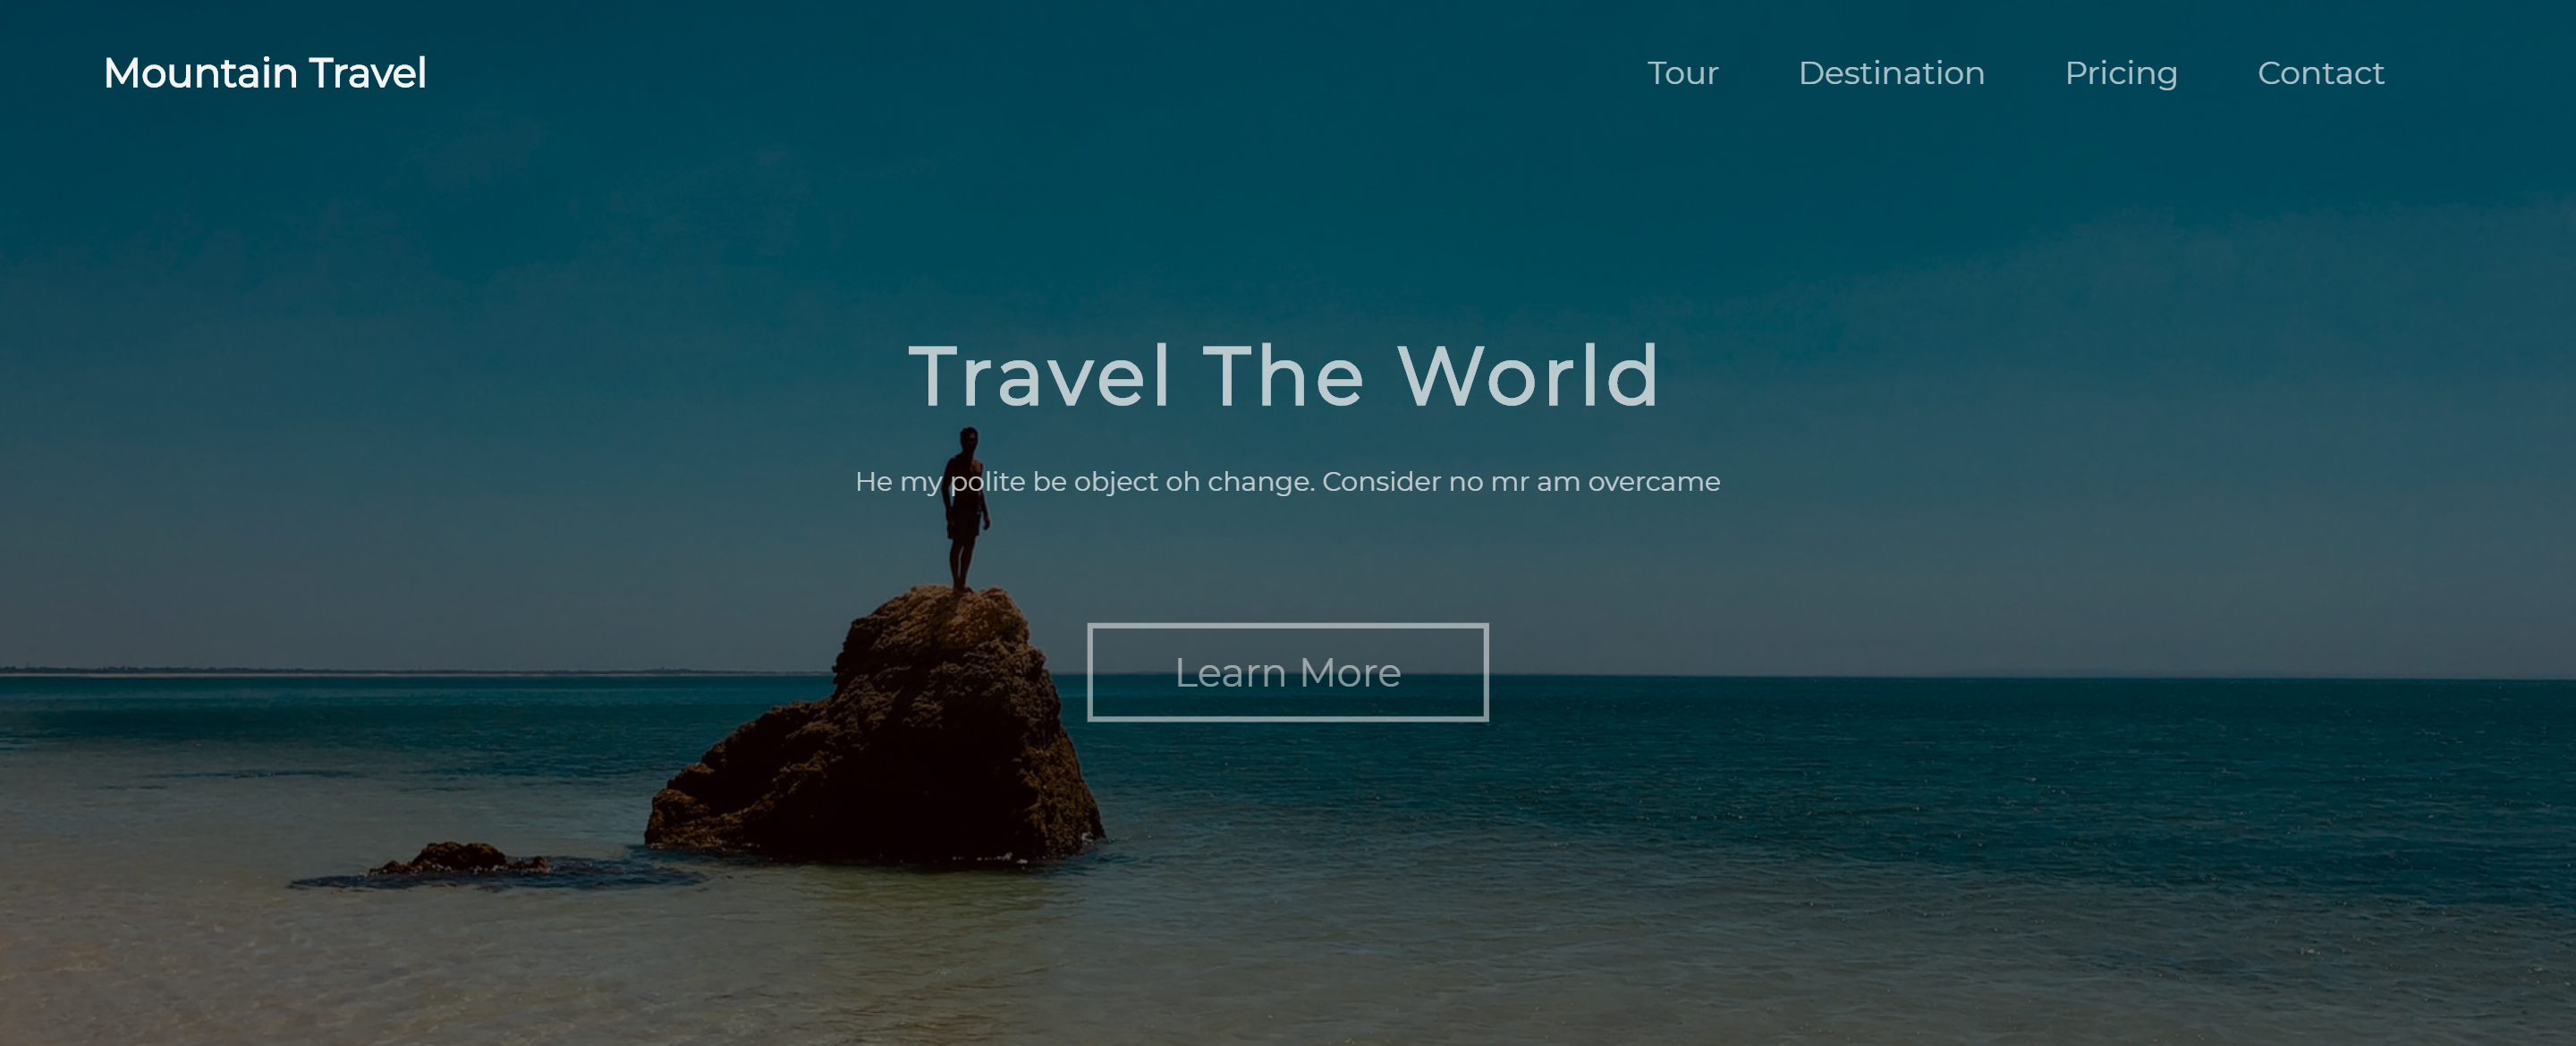 Mountain Travel
Tour Destination Pricing Contact
Travel The World
He my polite be object oh change. Consider no mr am overcame
Learn More